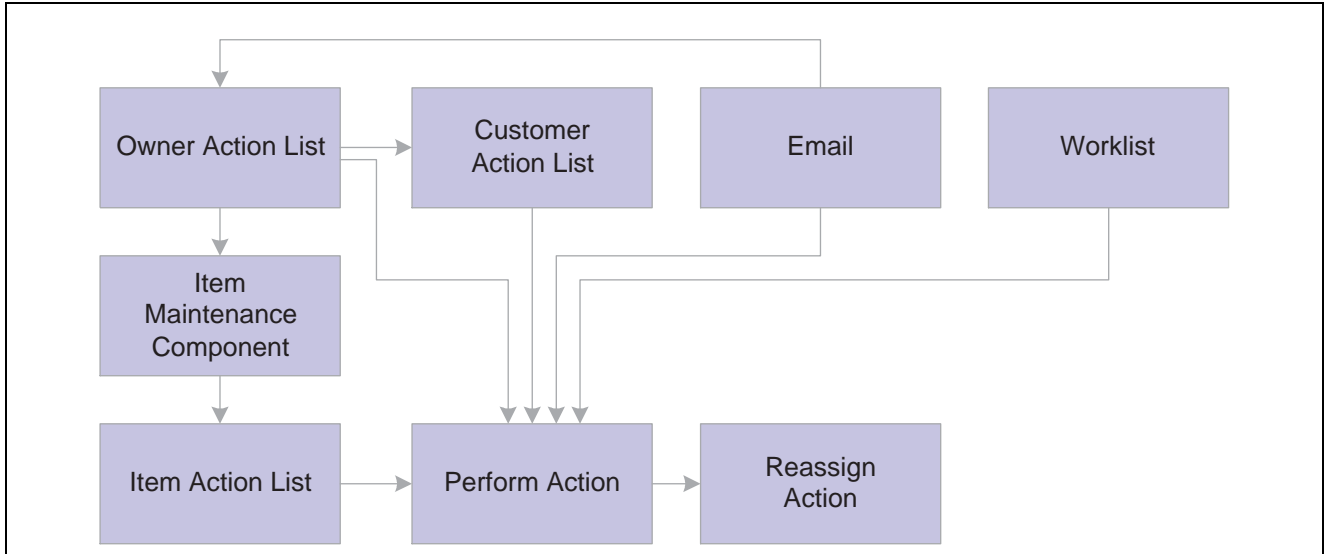 Owner Action List
Customer
Action List
Email
Worklist
Item
Maintenance
Component
Item Action List
Perform Action
Reassign
Action